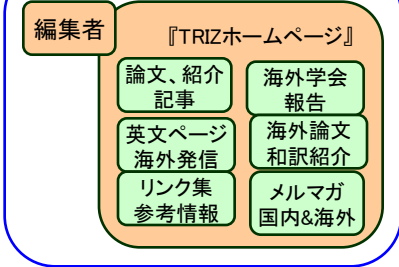 編集者
『TRIZホームページ』
論文、紹介
記事
海外学会
報告
英文ページ
海外発信
海外論文
和訳紹介
リンク集
参考情報
メルマガ
国内&海外